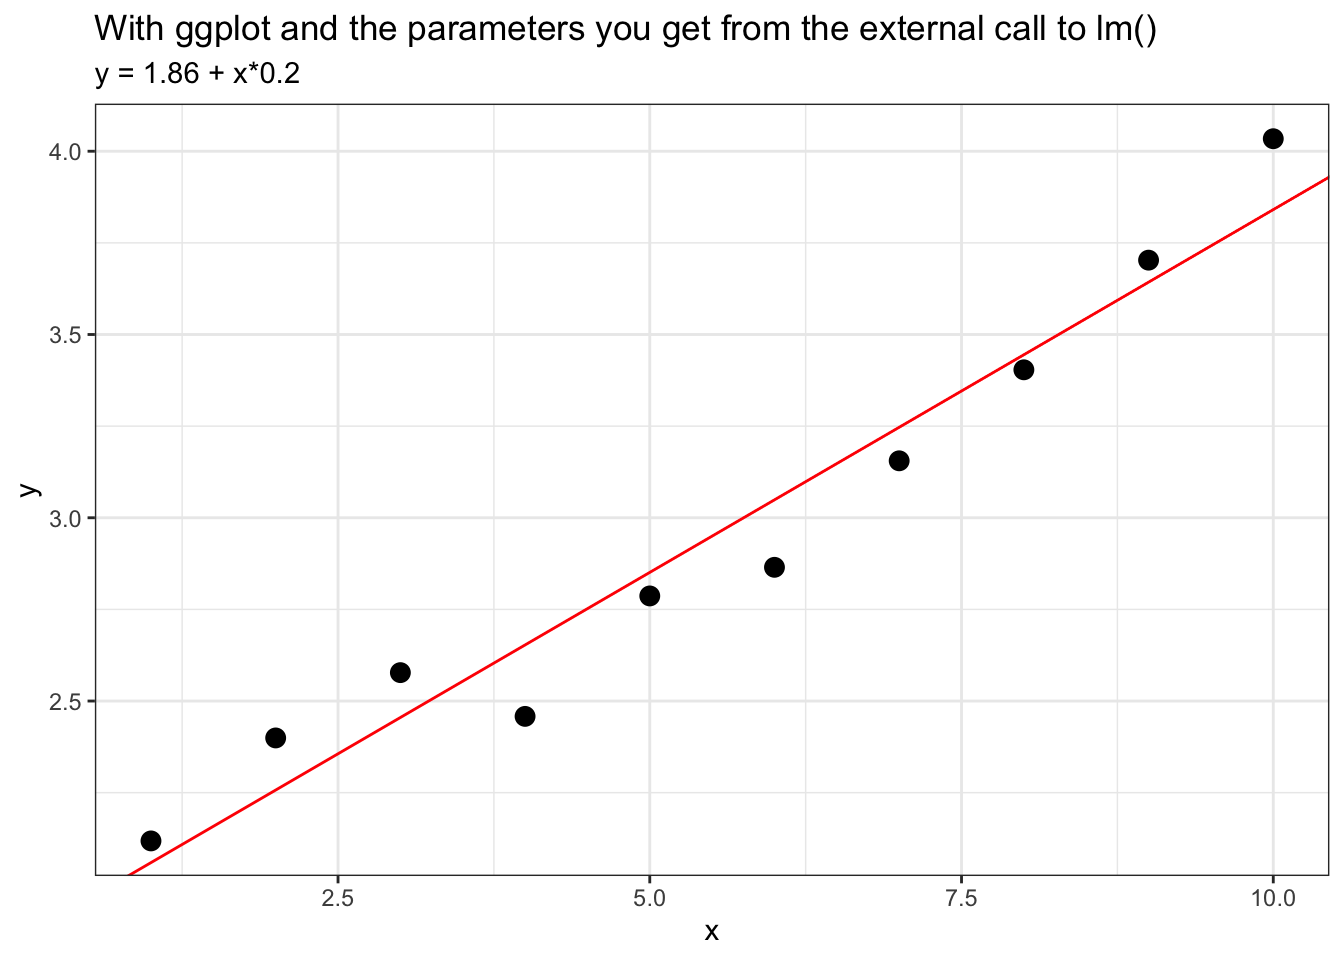 With ggplot and the parameters you get from the external call to lm()
y = 1.86 + x*0.2
4.0
3.5
3.0
2.5
y
2.5 5.0 7.5 10.0
x